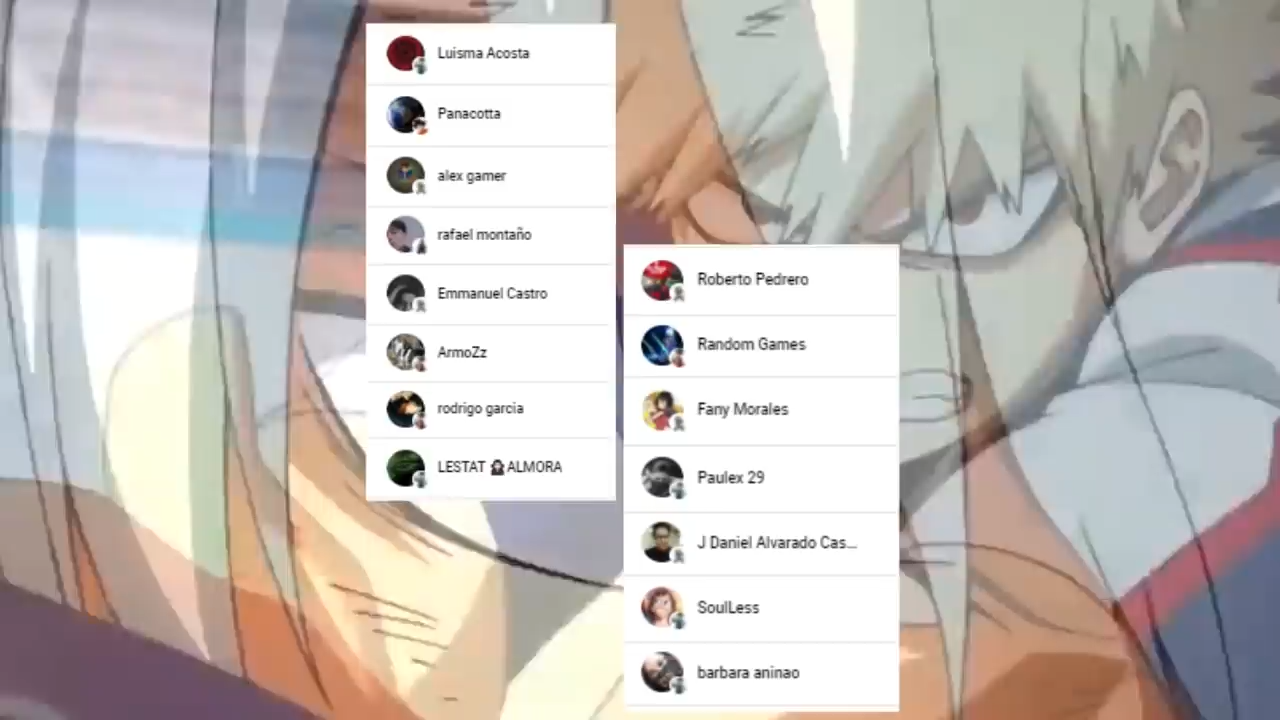 Luisma Acosta
Panacotta
alex gamer
rafael montaño
Emmanuel Castro
ArmoZz
rodrigo garcia
LESTAT 🧛🏻‍♂️ALMORA
Roberto Pedrero
Random Games
Fany Morales
Paulex 29
J Daniel Alvarado Cas...
SoulLess
barbara aninao